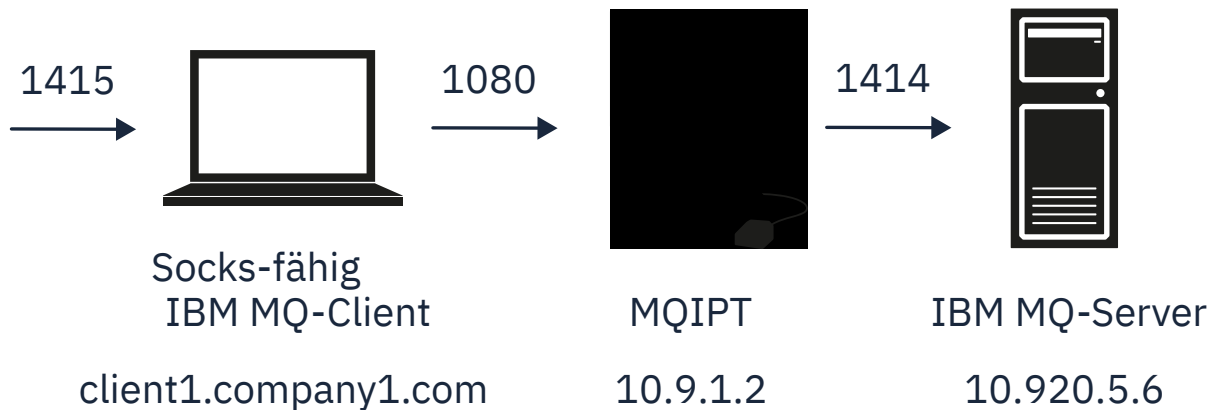 1415
1080
1414
Socks-fähig
IBM MQ-Client
MQIPT
IBM MQ-Server
client1.company1.com
10.9.1.2
10.920.5.6